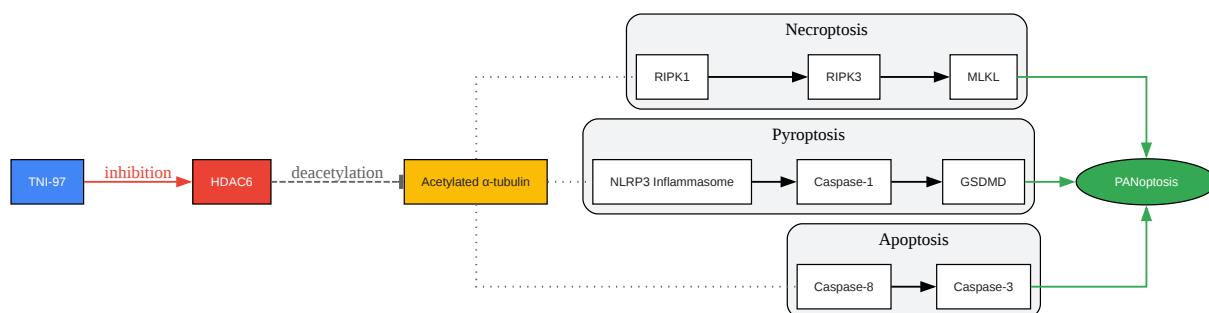 Necroptosis
RIPK1
RIPK3
MLKL
Pyroptosis
TNI-97
inhibition
HDAC6
deacetylation
Acetylated α-tubulin
NLRP3 Inflammasome
Caspase-1
GSDMD
PANoptosis
Apoptosis
Caspase-8
Caspase-3